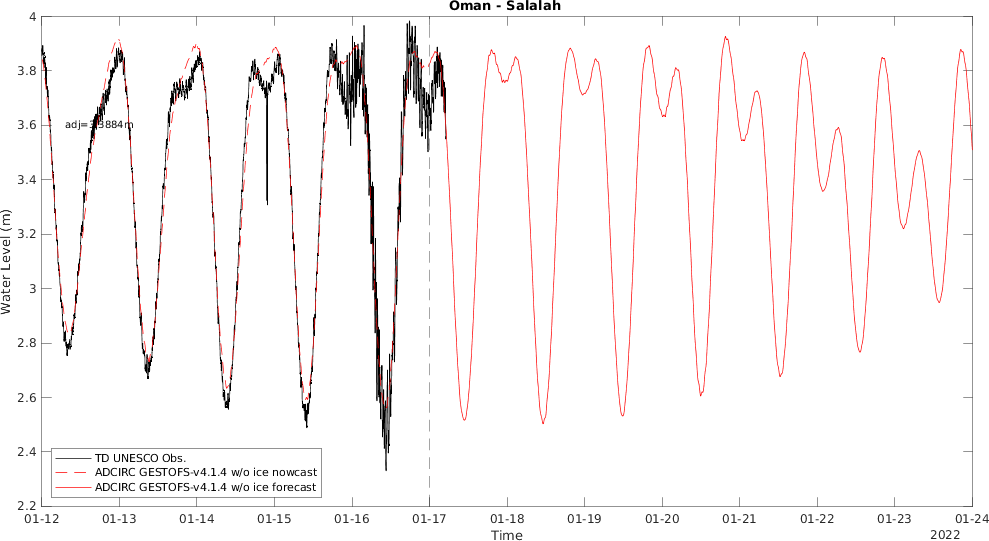 Oman - Salalah
4
3.8
3.6
3.4
3.2
3
2.8
2.6
2.4
2.2
Water Level (m)
adj=3.3884m
TD UNESCO Obs.
ADCIRC GESTOFS-v4.1.4 w/o ice nowcast
ADCIRC GESTOFS-v4.1.4 w/o ice forecast
01-12 01-13 01-14 01-15 01-16 01-17 01-18 01-19 01-20 01-21 01-22 01-23 01-24
Time
2022